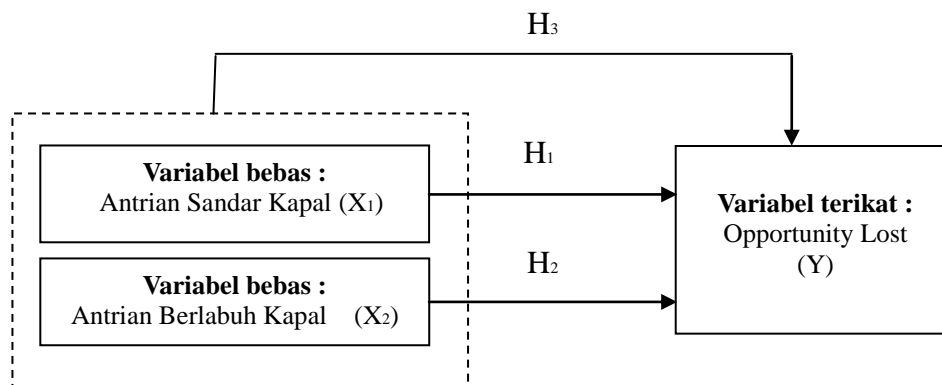 H₃
H₁
Variabel bebas :
Antrian Sandar Kapal (X₁)
Variabel terikat :
Opportunity Lost
(Y)
H₂
Variabel bebas :
Antrian Berlabuh Kapal (X₂)